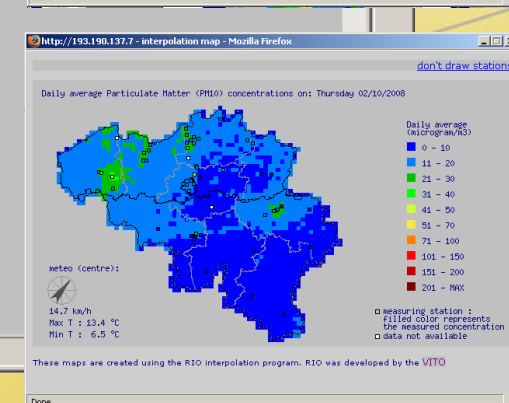 http://193.190.137.7 - interpolation map - Mozilla Firefox
don't draw stations
Daily average Particulate Matter (PM10) concentrations on: Thursday 02/10/2008
Daily average
(microgram/m3)
0 - 10
11 - 20
21 - 30
31 - 40
41 - 50
51 - 70
71 - 100
101 - 150
151 - 200
201 - MAX
meteo (centre):
14.7 km/h
Max T : 13.4 °C
Min T : 6.5 °C
measuring station :
filled color represents
the measured concentration
data not available
These maps are created using the RIO interpolation program. RIO was developed by the VITO
Done